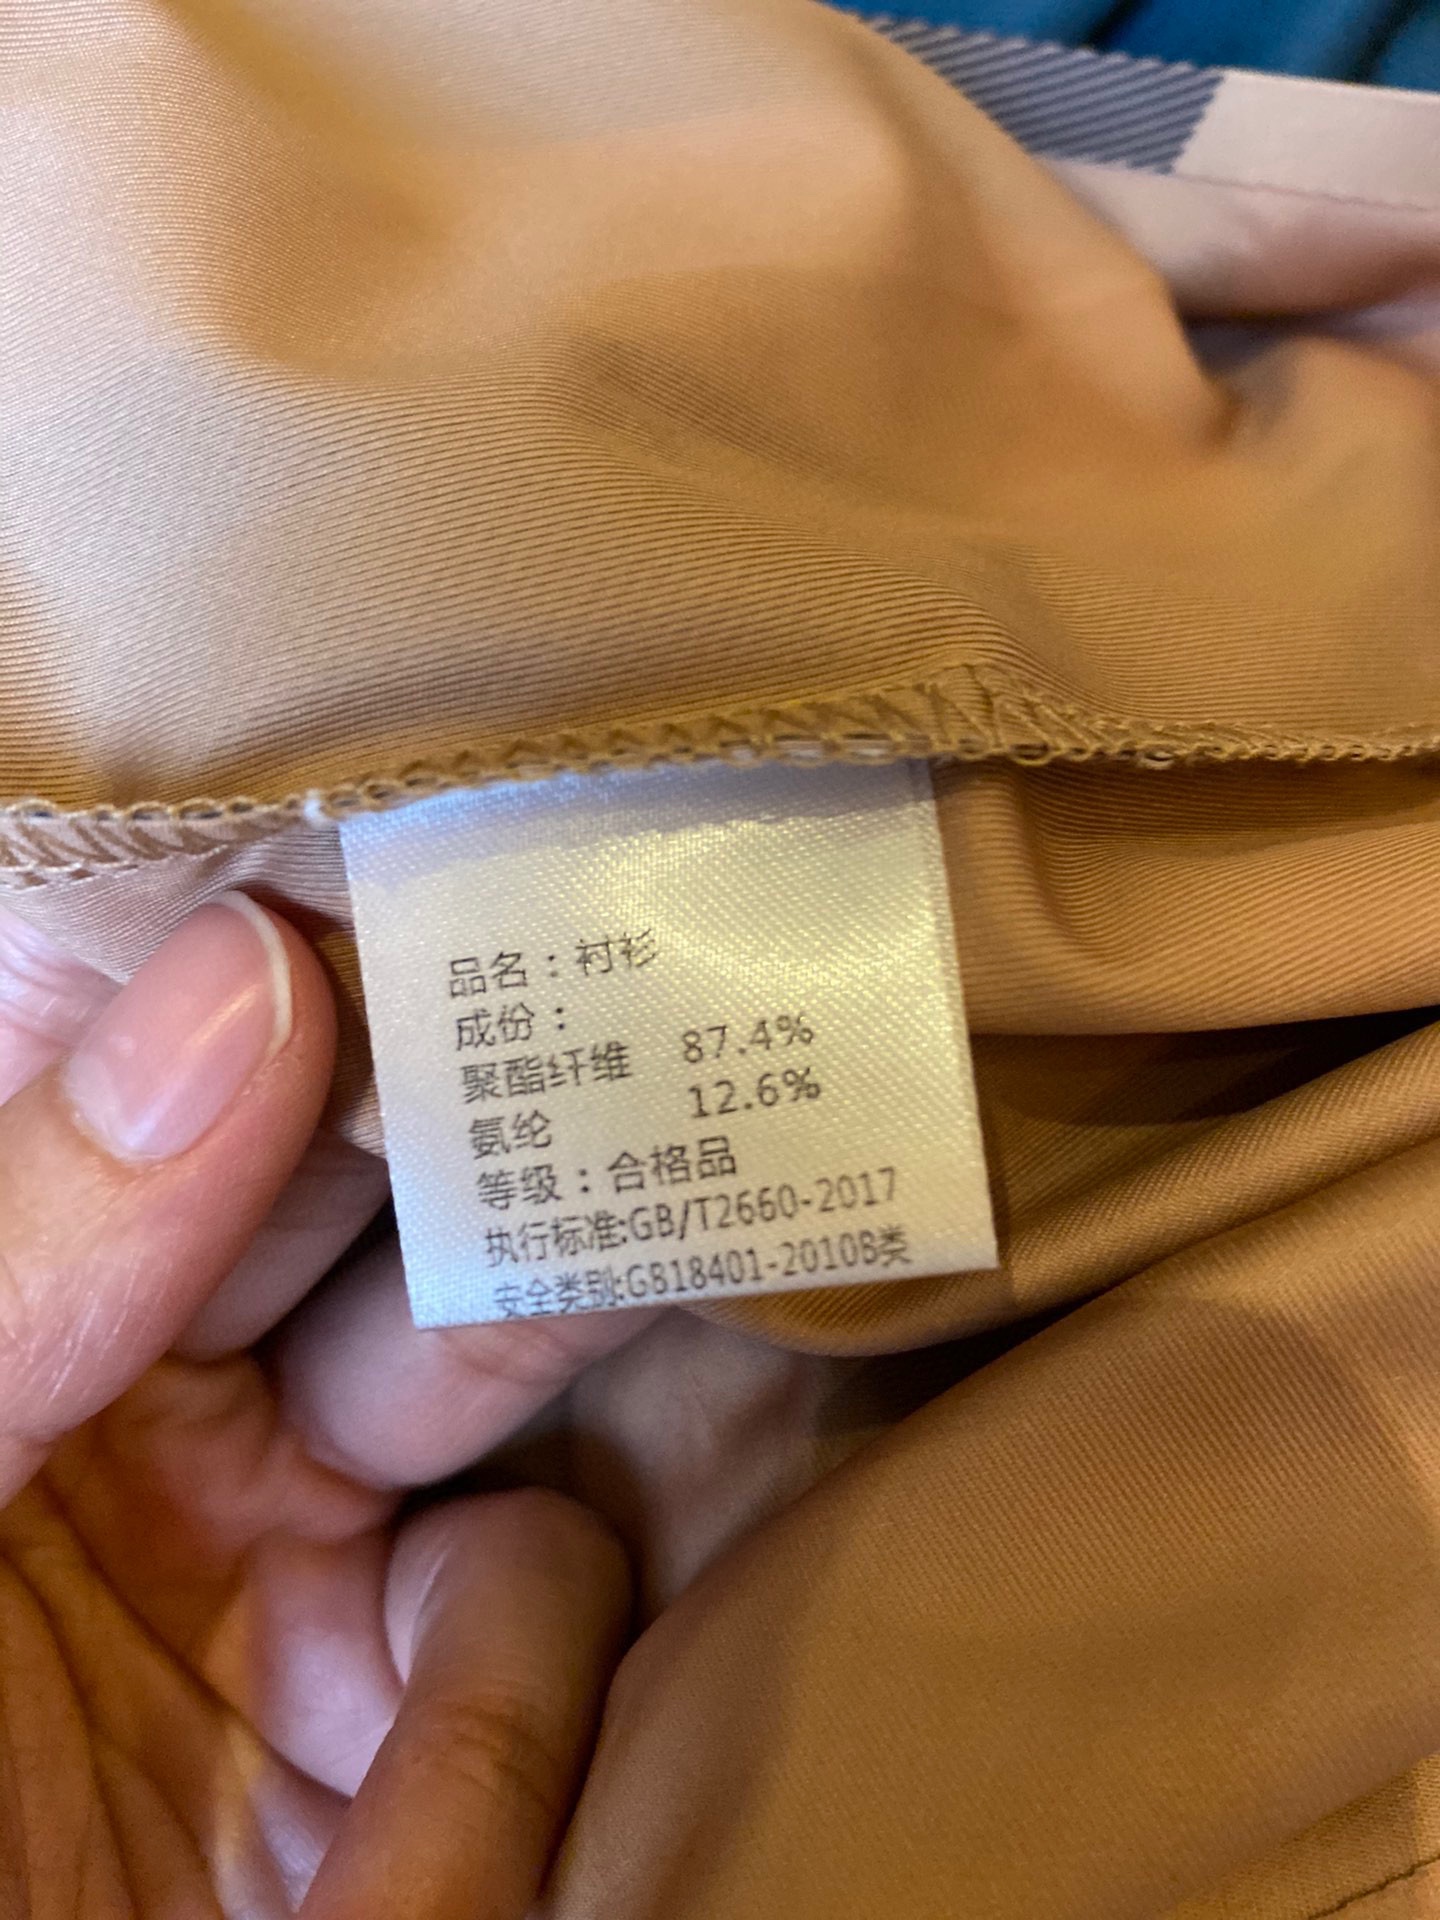 品名：衬衫
成份：
聚酯纤维 87.4%
氨纶 12.6%
等级：合格品
执行标准:GB/T2660-2017
安全类别:GB18401-2010B类